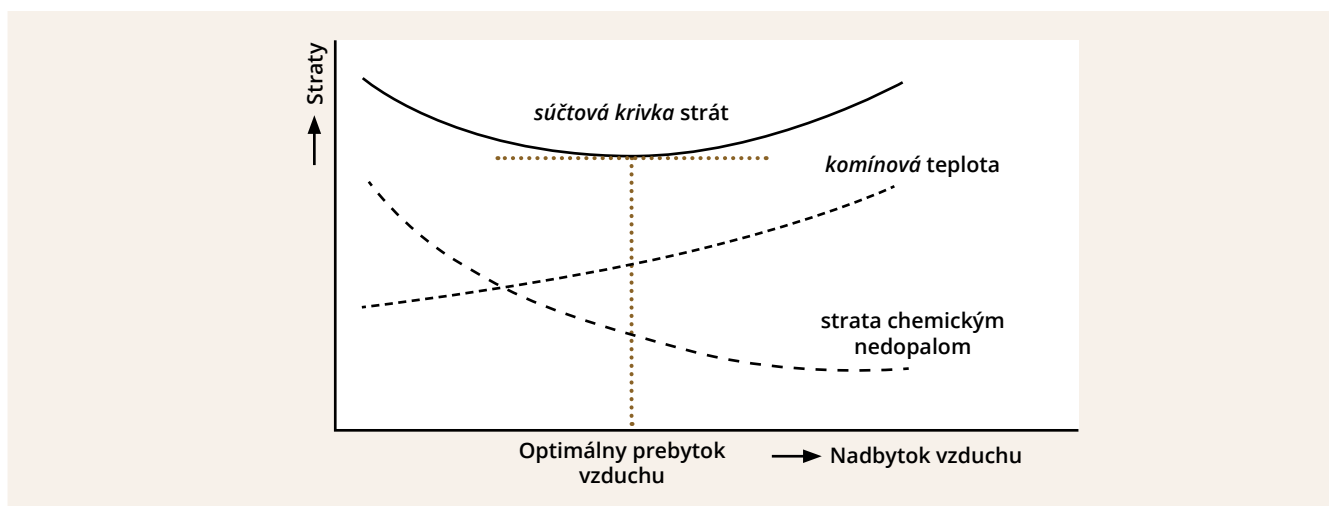 Straty
súčtová krivka strát
komínová teplota
strata chemickým
nedopalom
Optimálny prebytok
vzduchu
Nadbytok vzduchu